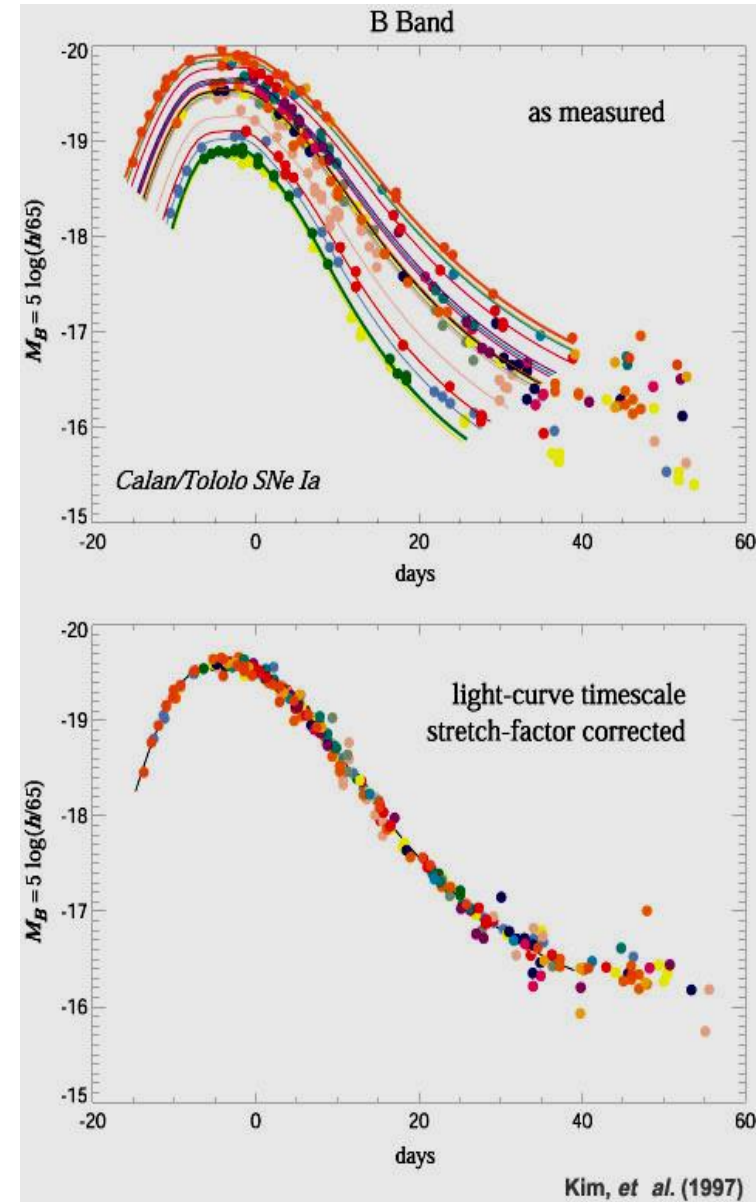 B Band
-20
as measured
-19
-18
M_B = 5 log(h/65)
-17
-16
Calan/Tololo SNe Ia
-15
-20 0 20 40 60
days
-20
light-curve timescale
stretch-factor corrected
-19
-18
M_B = 5 log(h/65)
-17
-16
-15
-20 0 20 40 60
days
Kim, et al. (1997)